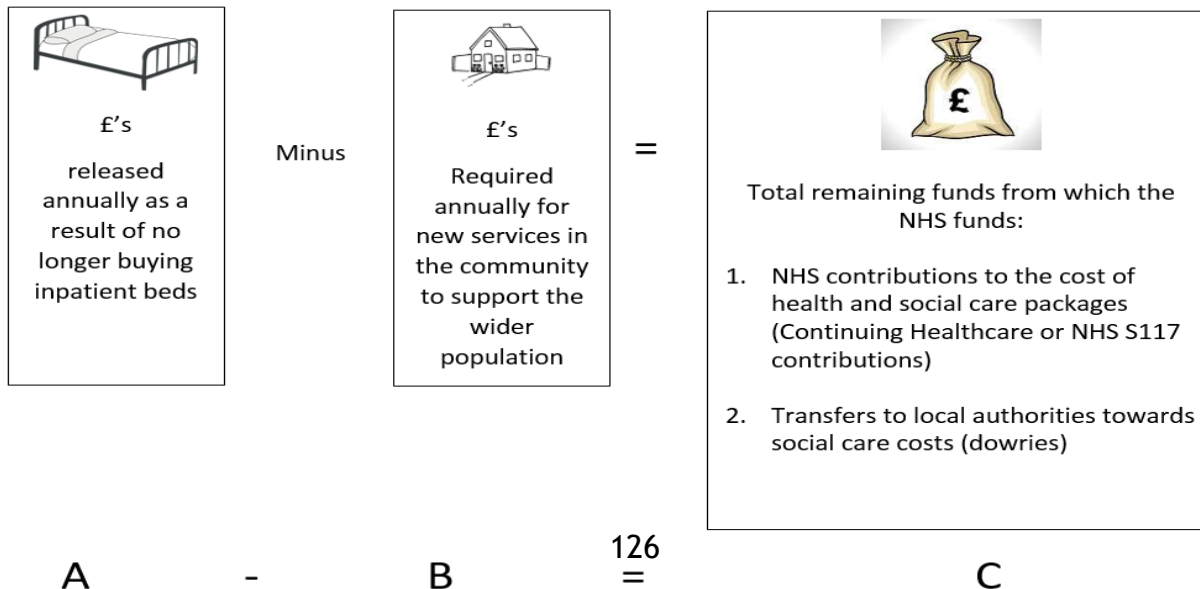 £'s
released
annually as a
result of no
longer buying
inpatient beds
Minus
£'s
Required
annually for
new services in
the community
to support the
wider
population
=
£
Total remaining funds from which the
NHS funds:
1. NHS contributions to the cost of
health and social care packages
(Continuing Healthcare or NHS S117
contributions)
2. Transfers to local authorities towards
social care costs (dowries)
126
A - B = C